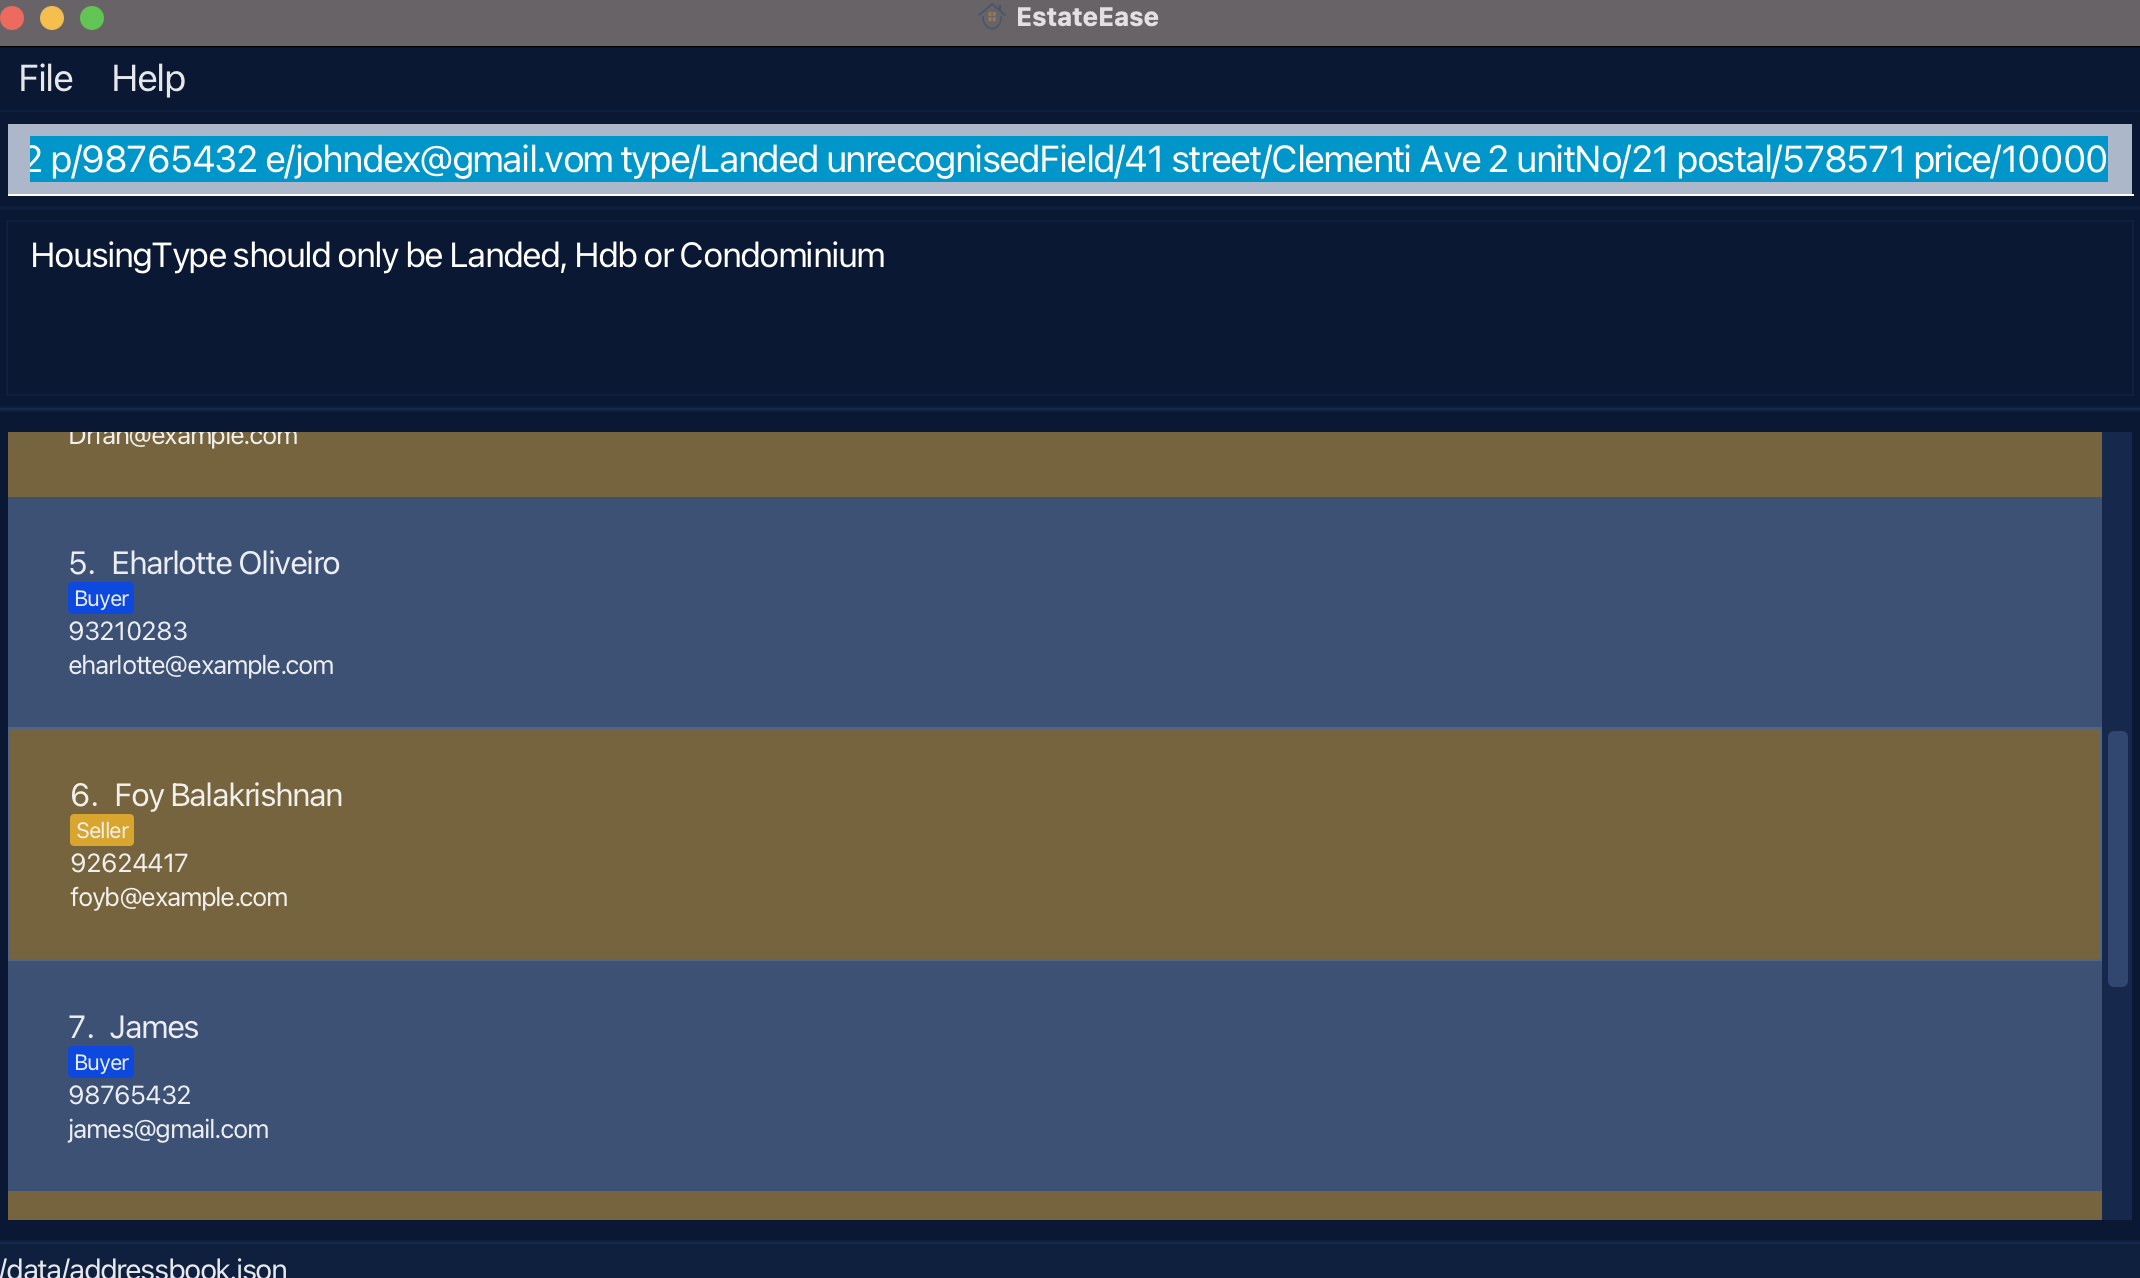 EstateEase
File Help
2 p/98765432 e/johndex@gmail.vom type/Landed unrecognisedField/41 street/Clementi Ave 2 unitNo/21 postal/578571 price/10000
HousingType should only be Landed, Hdb or Condominium
Drfan@example.com
5. Eharlotte Oliveiro
Buyer
93210283
eharlotte@example.com
6. Foy Balakrishnan
Seller
92624417
foyb@example.com
7. James
Buyer
98765432
james@gmail.com
/data/addressbook.json